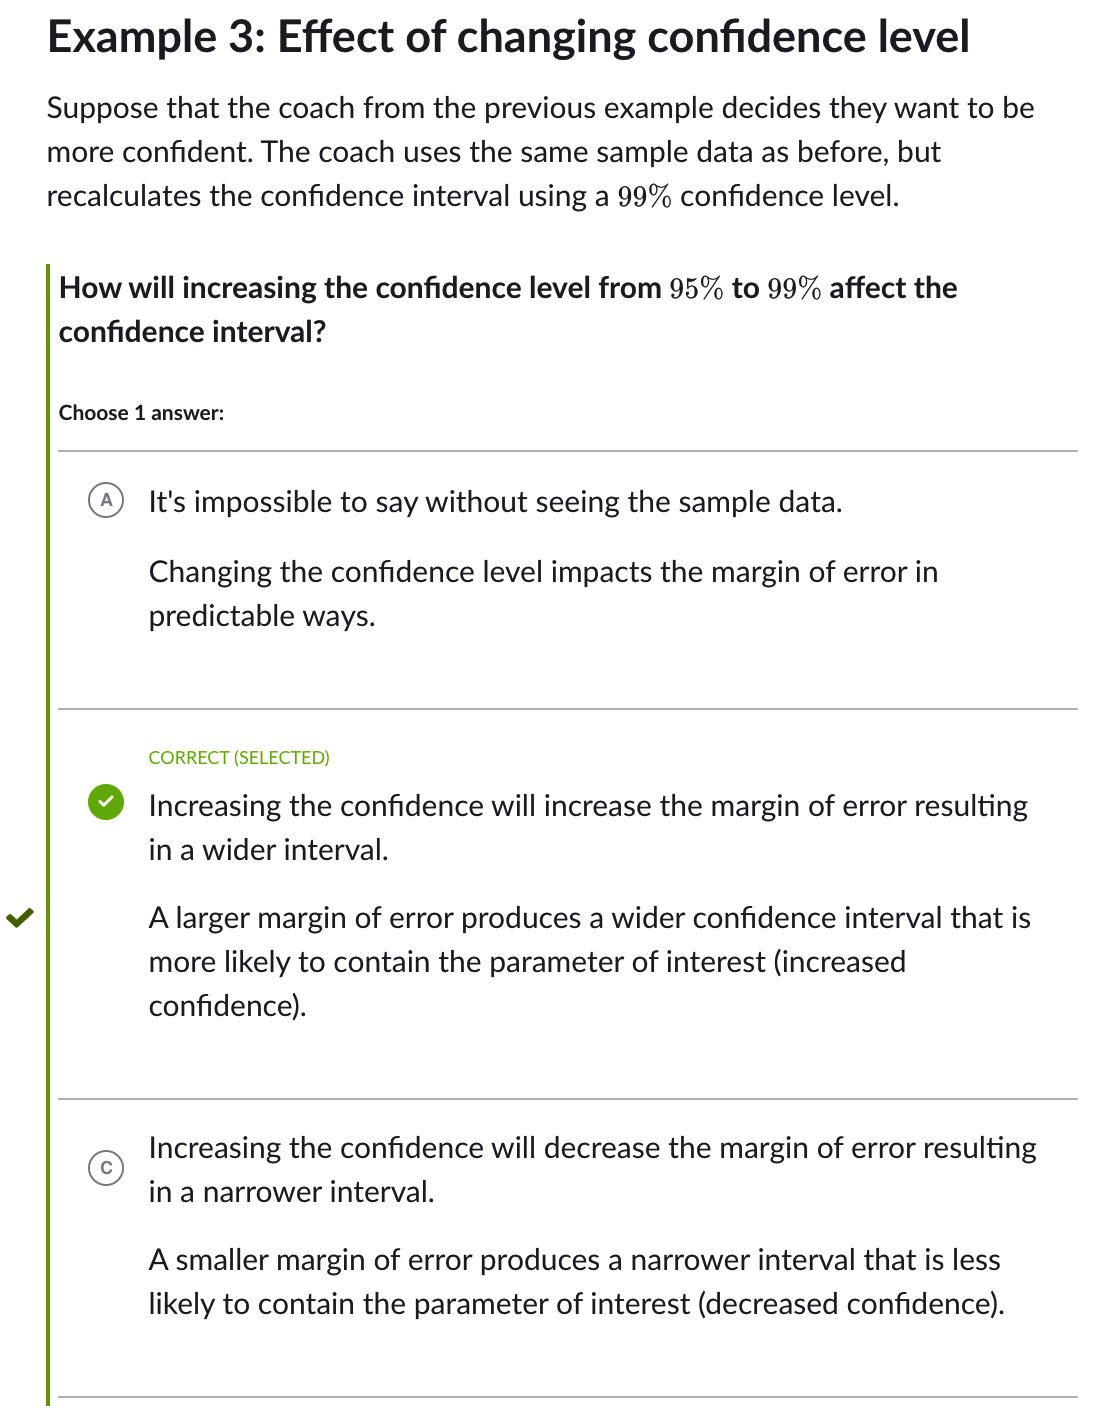 Example 3: Effect of changing confidence level
Suppose that the coach from the previous example decides they want to be
more confident. The coach uses the same sample data as before, but
recalculates the confidence interval using a 99% confidence level.
How will increasing the confidence level from 95% to 99% affect the
confidence interval?
Choose 1 answer:
A
It's impossible to say without seeing the sample data.
Changing the confidence level impacts the margin of error in
predictable ways.
CORRECT (SELECTED)
Increasing the confidence will increase the margin of error resulting
in a wider interval.
A larger margin of error produces a wider confidence interval that is
more likely to contain the parameter of interest (increased
confidence).
C
Increasing the confidence will decrease the margin of error resulting
in a narrower interval.
A smaller margin of error produces a narrower interval that is less
likely to contain the parameter of interest (decreased confidence).